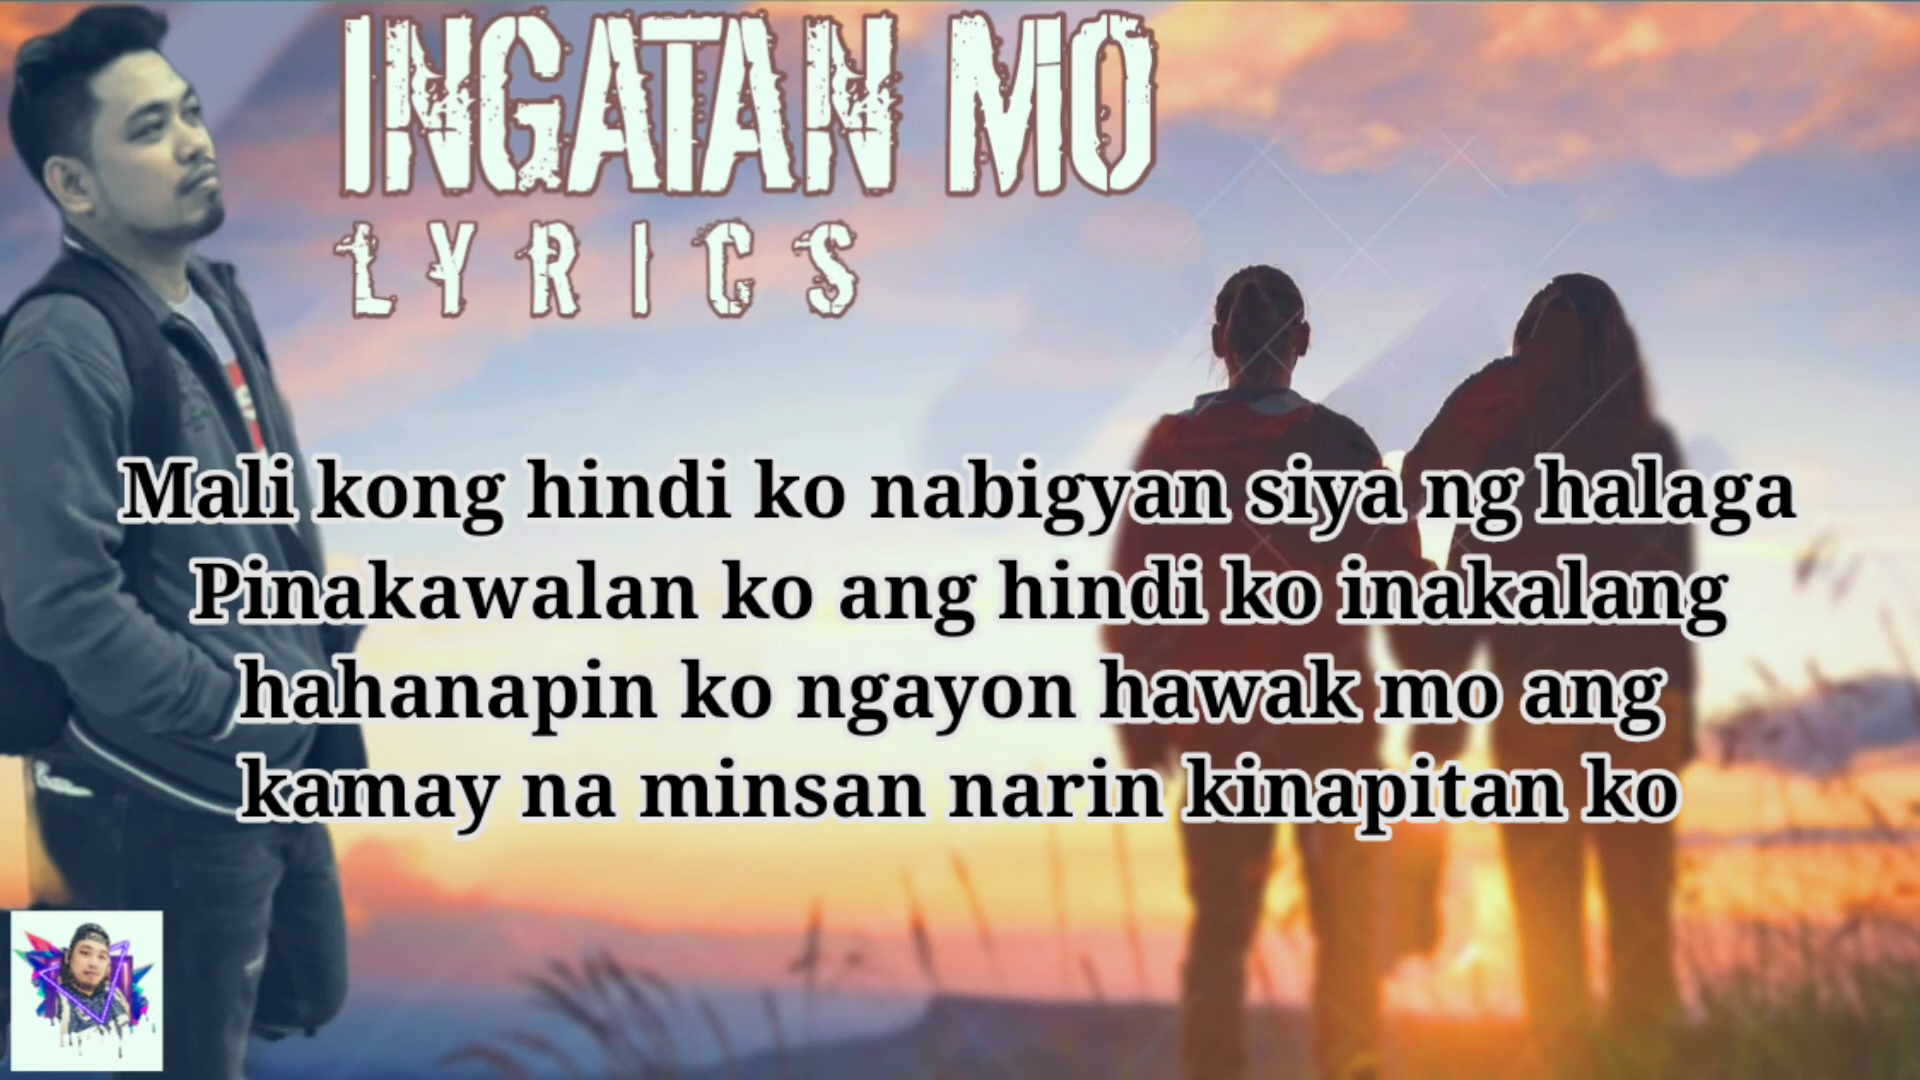 INGATAN MO
LYRICS
Mali kong hindi ko nabigyan siya ng halaga
Pinakawalan ko ang hindi ko inakalang
hahanapin ko ngayon hawak mo ang
kamay na minsan narin kinapitan ko